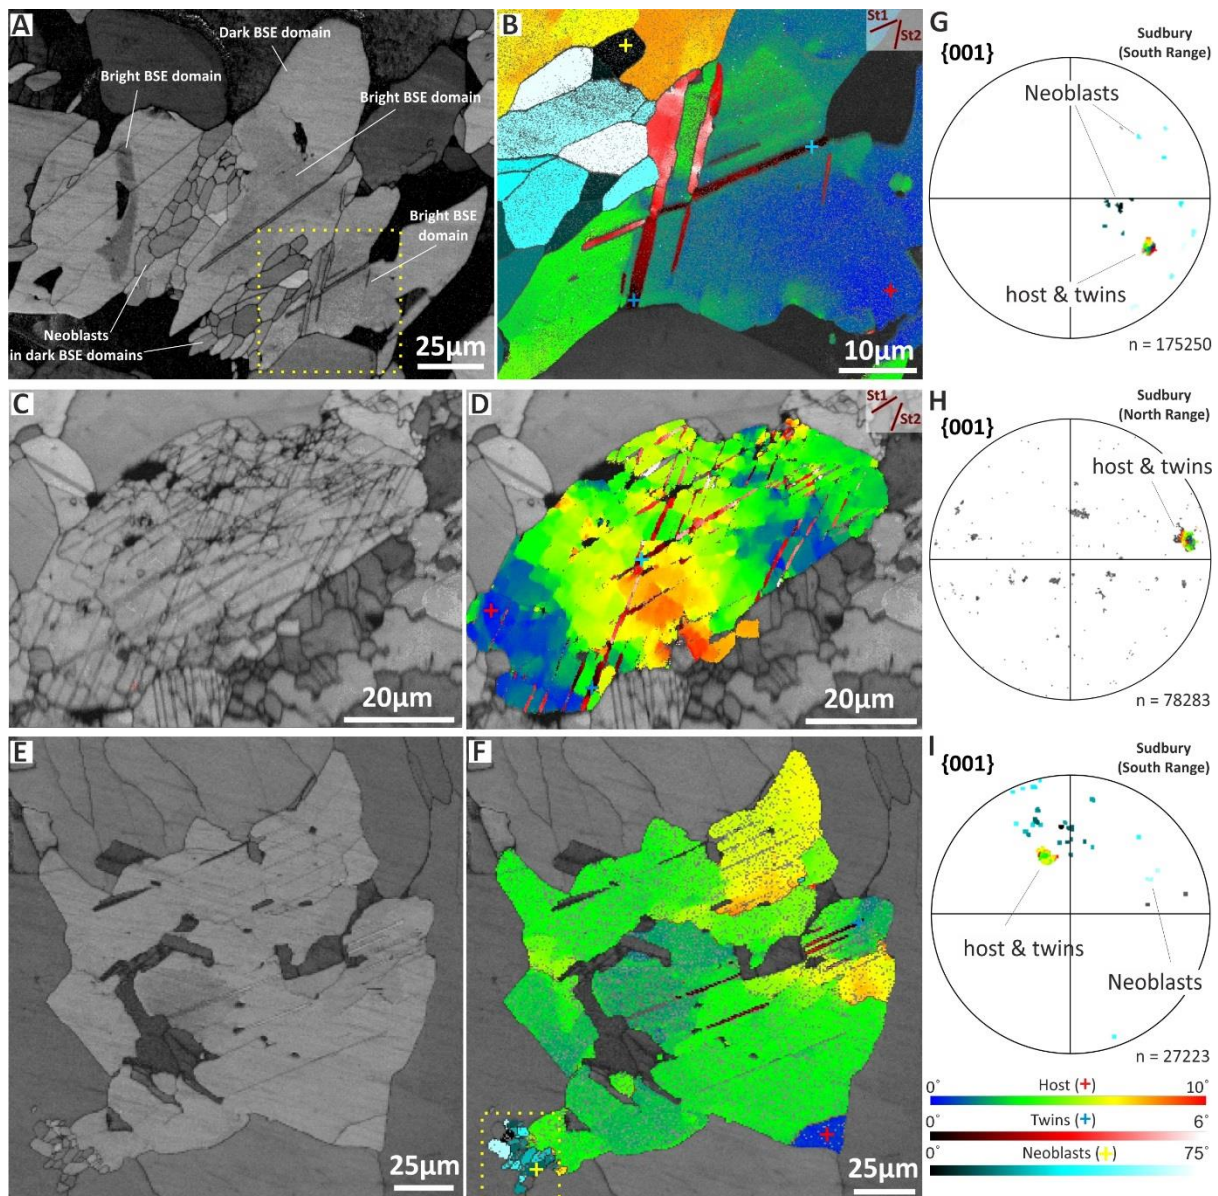 A
Dark BSE domain
Bright BSE domain
Bright BSE domain
Bright BSE
domain
Neoblasts
in dark BSE domains
25µm
B
St1
St2
10µm
G
Sudbury
(South Range)
{001}
Neoblasts
host & twins
n = 175250
C
20µm
D
St1
St2
20µm
H
Sudbury
(North Range)
{001}
host & twins
n = 78283
E
25µm
F
25µm
I
Sudbury
(South Range)
{001}
host & twins
Neoblasts
n = 27223
0° Host (+) 10°
0° Twins (+) 6°
0° Neoblasts (+) 75°